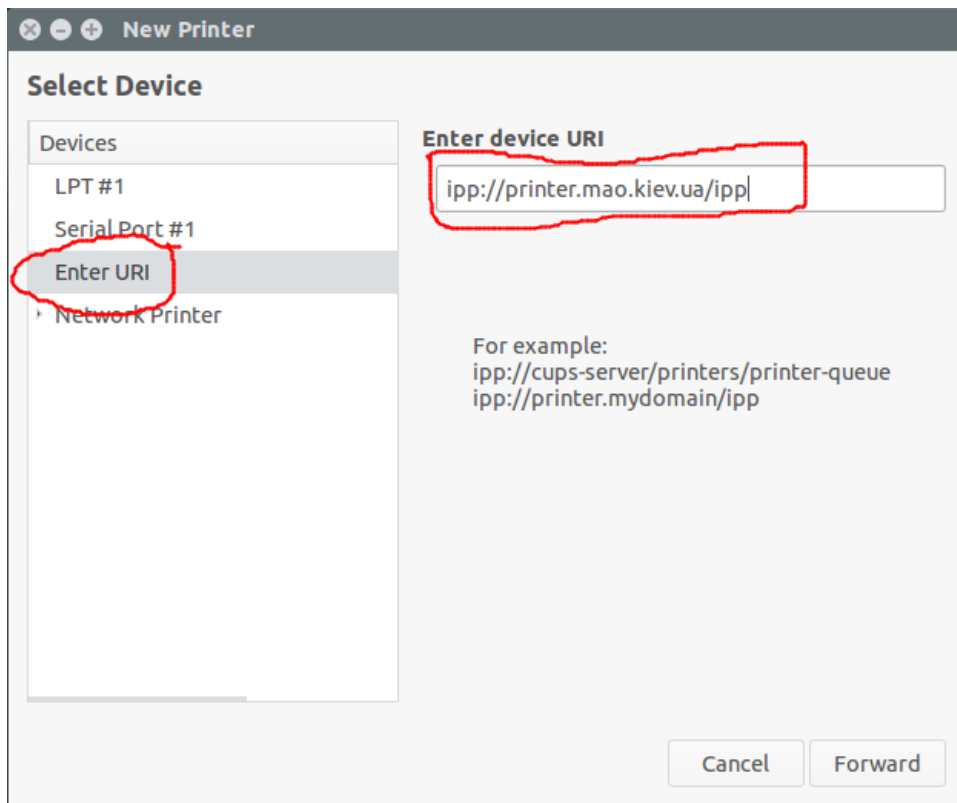 New Printer
Select Device
Devices
LPT #1
Serial Port #1
Enter URI
Network Printer
Enter device URI
ipp://printer.mao.kiev.ua/ipp
For example:
ipp://cups-server/printers/printer-queue
ipp://printer.mydomain/ipp
Cancel
Forward